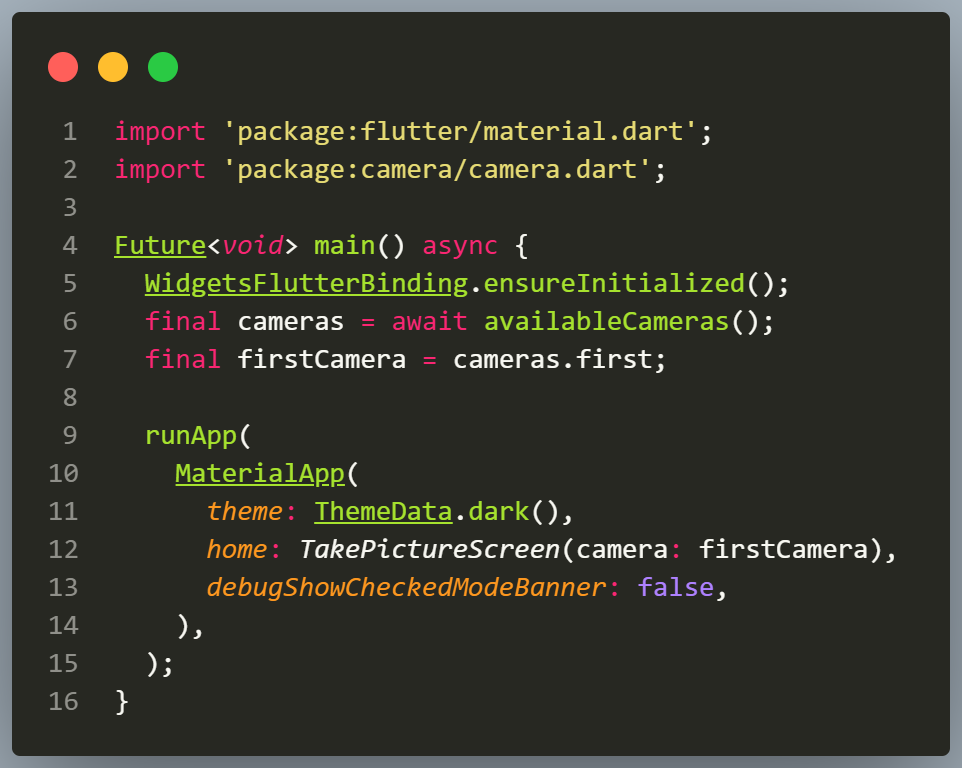 1 import 'package:flutter/material.dart';
2 import 'package:camera/camera.dart';
3
4 Future<void> main() async {
5   WidgetsFlutterBinding.ensureInitialized();
6   final cameras = await availableCameras();
7   final firstCamera = cameras.first;
8
9   runApp(
10     MaterialApp(
11       theme: ThemeData.dark(),
12       home: TakePictureScreen(camera: firstCamera),
13       debugShowCheckedModeBanner: false,
14     ),
15   );
16 }